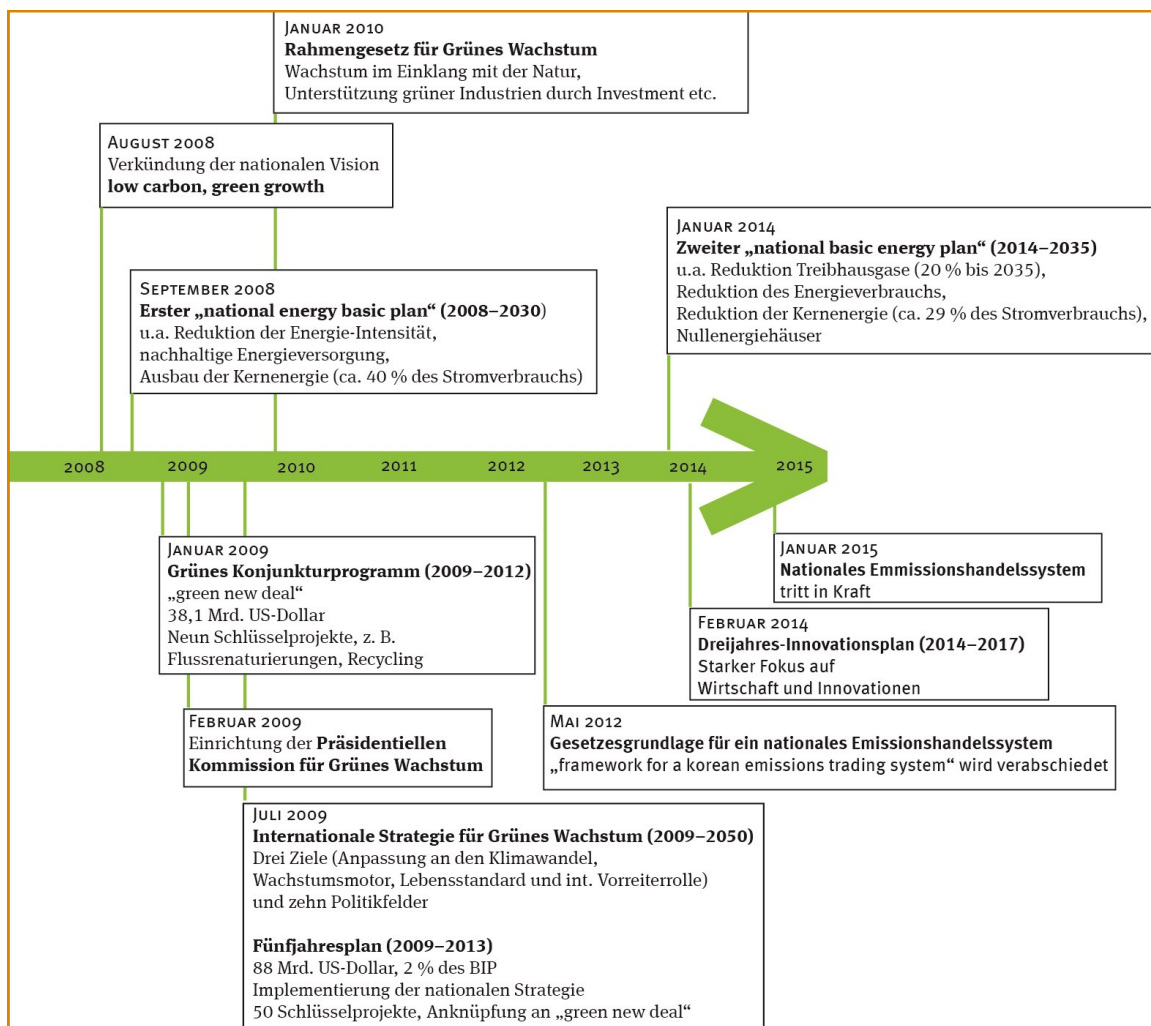 Januar 2010
Rahmengesetz für Grünes Wachstum
Wachstum im Einklang mit der Natur,
Unterstützung grüner Industrien durch Investment etc.
August 2008
Verkündung der nationalen Vision
low carbon, green growth
September 2008
Erster „national energy basic plan“ (2008–2030)
u.a. Reduktion der Energie-Intensität,
nachhaltige Energieversorgung,
Ausbau der Kernenergie (ca. 40 % des Stromverbrauchs)
Januar 2014
Zweiter „national basic energy plan“ (2014–2035)
u.a. Reduktion Treibhausgase (20 % bis 2035),
Reduktion des Energieverbrauchs,
Reduktion der Kernenergie (ca. 29 % des Stromverbrauchs),
Nullenergiehäuser
2008 2009 2010 2011 2012 2013 2014 2015
Januar 2009
Grünes Konjunkturprogramm (2009–2012)
„green new deal“
38,1 Mrd. US-Dollar
Neun Schlüsselprojekte, z. B.
Flussrenaturierungen, Recycling
Januar 2015
Nationales Emmissionshandelssystem
tritt in Kraft
Februar 2014
Dreijahres-Innovationsplan (2014–2017)
Starker Fokus auf
Wirtschaft und Innovationen
Februar 2009
Einrichtung der Präsidentiellen
Kommission für Grünes Wachstum
Mai 2012
Gesetzesgrundlage für ein nationales Emissionshandelssystem
„framework for a korean emissions trading system“ wird verabschiedet
Juli 2009
Internationale Strategie für Grünes Wachstum (2009–2050)
Drei Ziele (Anpassung an den Klimawandel,
Wachstumsmotor, Lebensstandard und int. Vorreiterrolle)
und zehn Politikfelder
Fünfjahresplan (2009–2013)
88 Mrd. US-Dollar, 2 % des BIP
Implementierung der nationalen Strategie
50 Schlüsselprojekte, Anknüpfung an „green new deal“